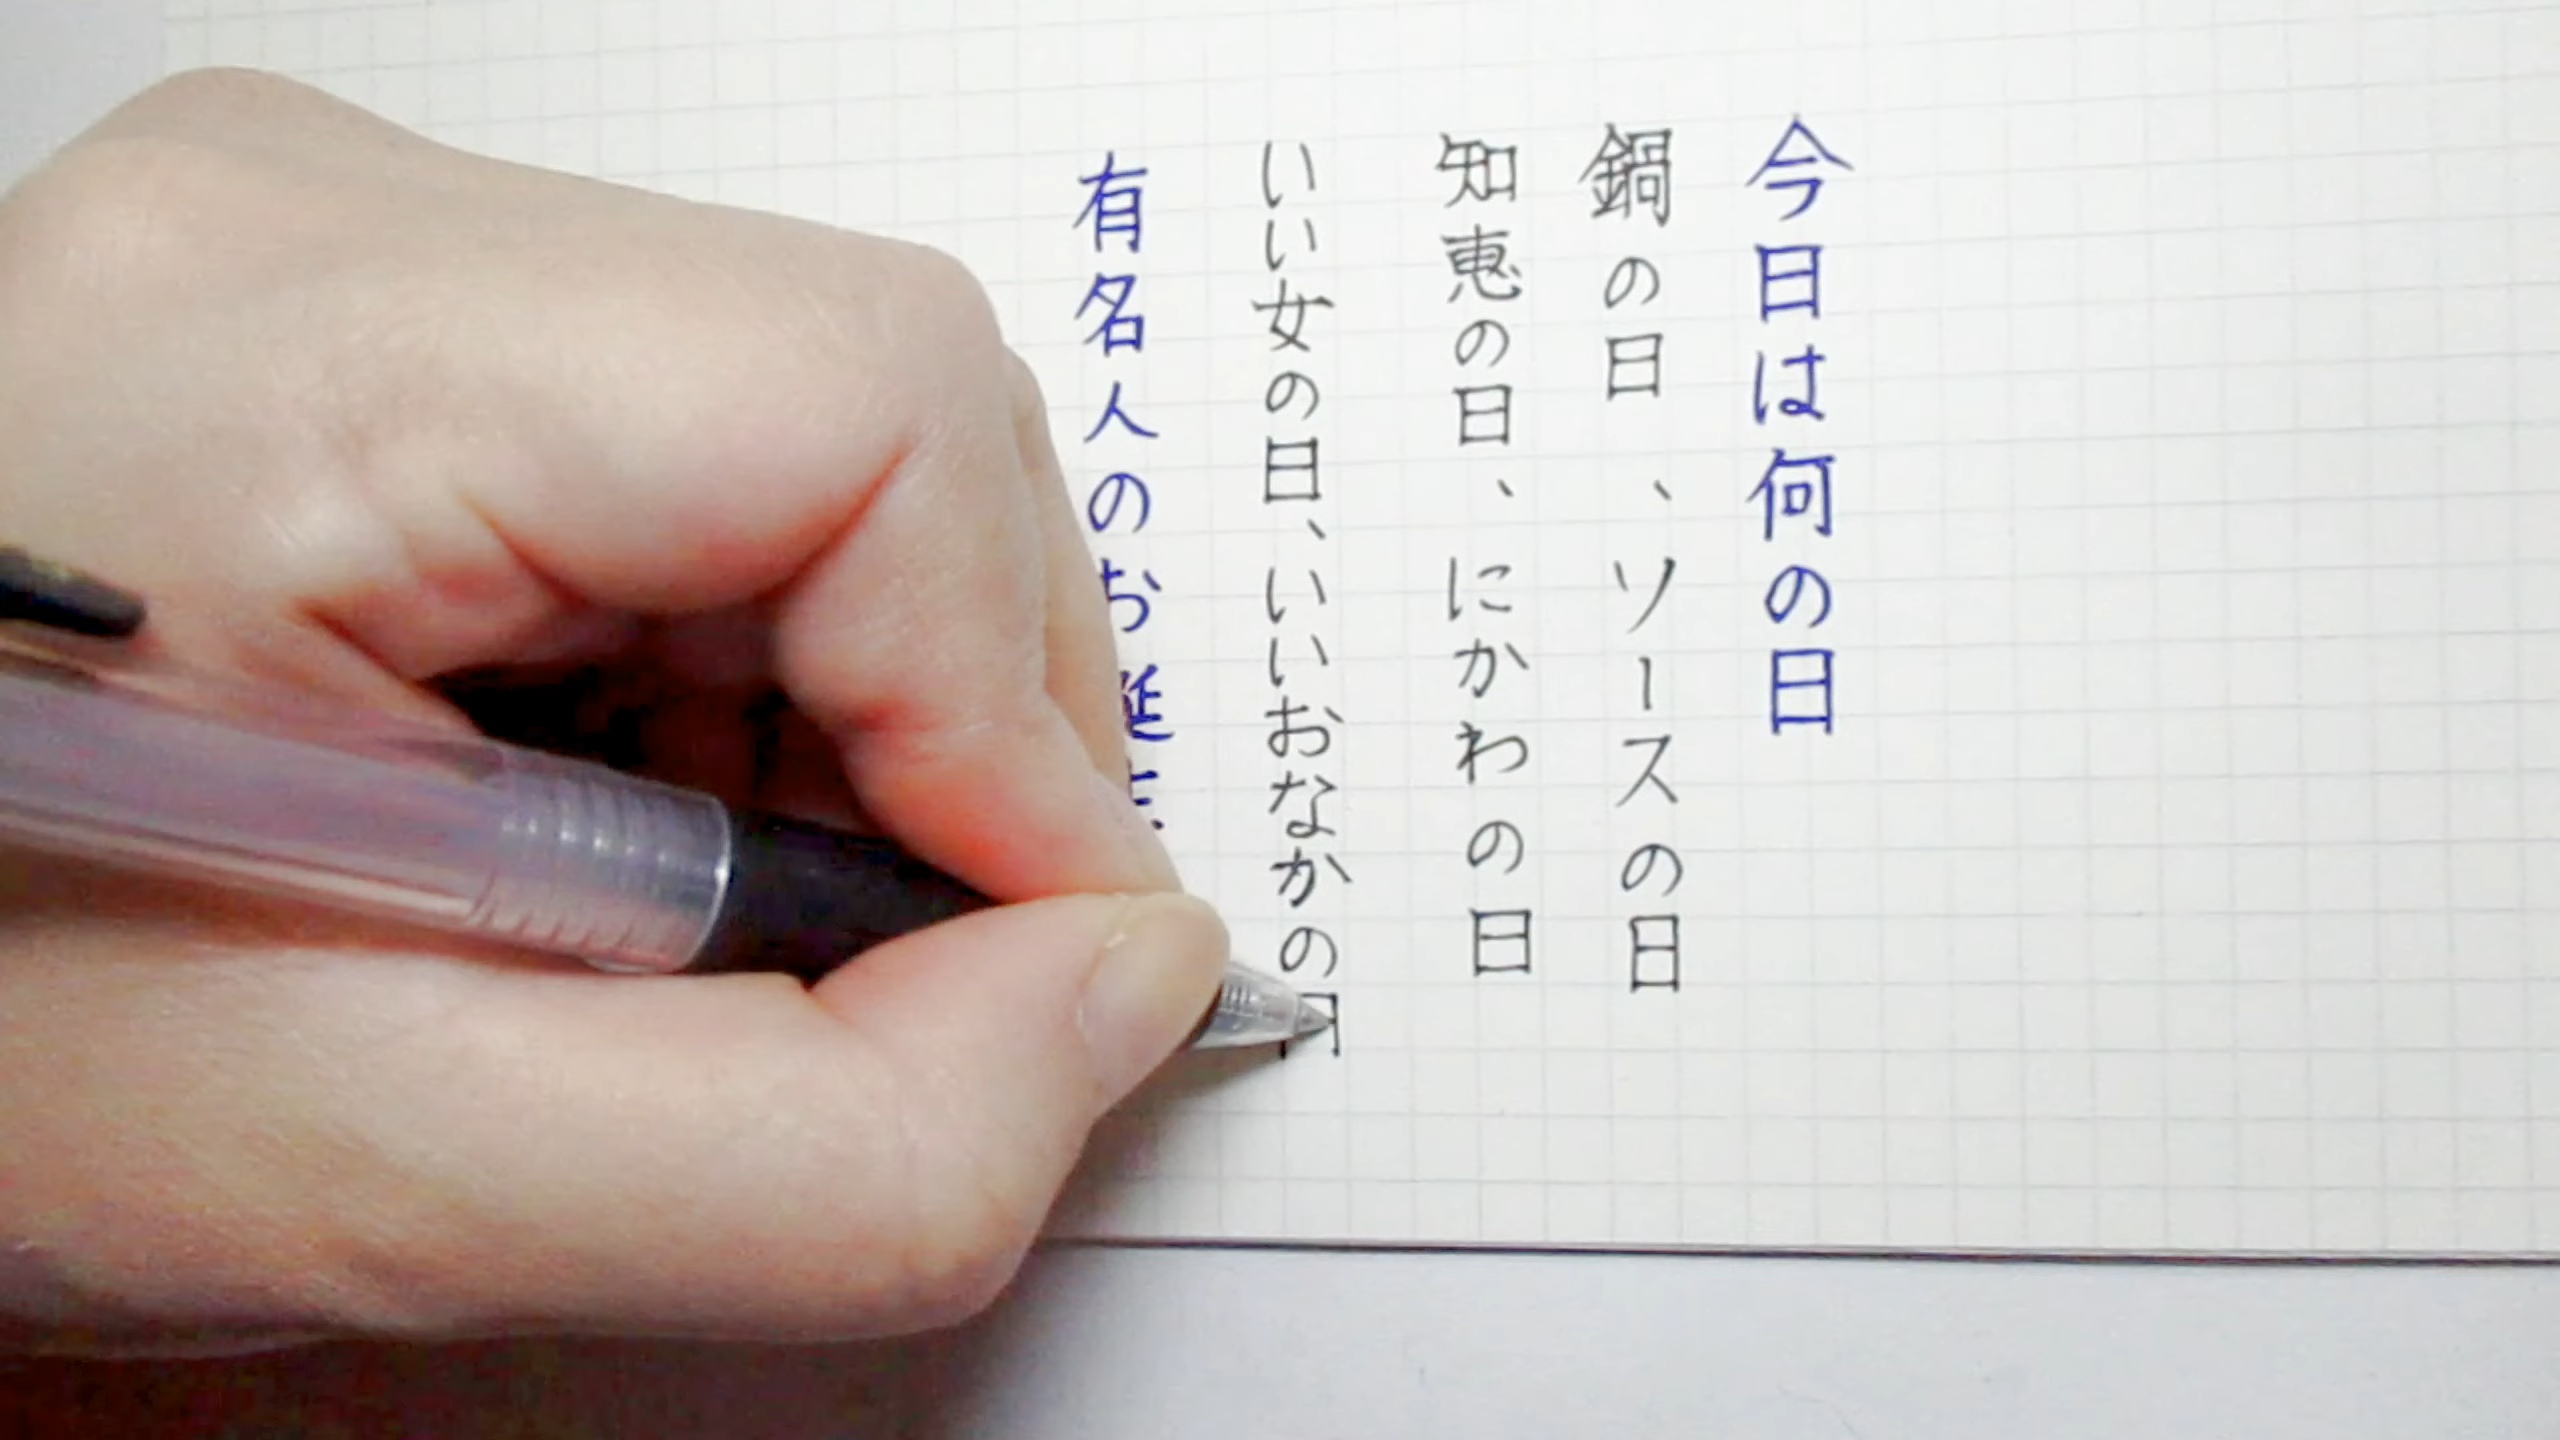 今日は何の日
鍋の日、ソースの日
知恵の日、にかわの日
いい女の日、いいおなかの日
有名人のお誕